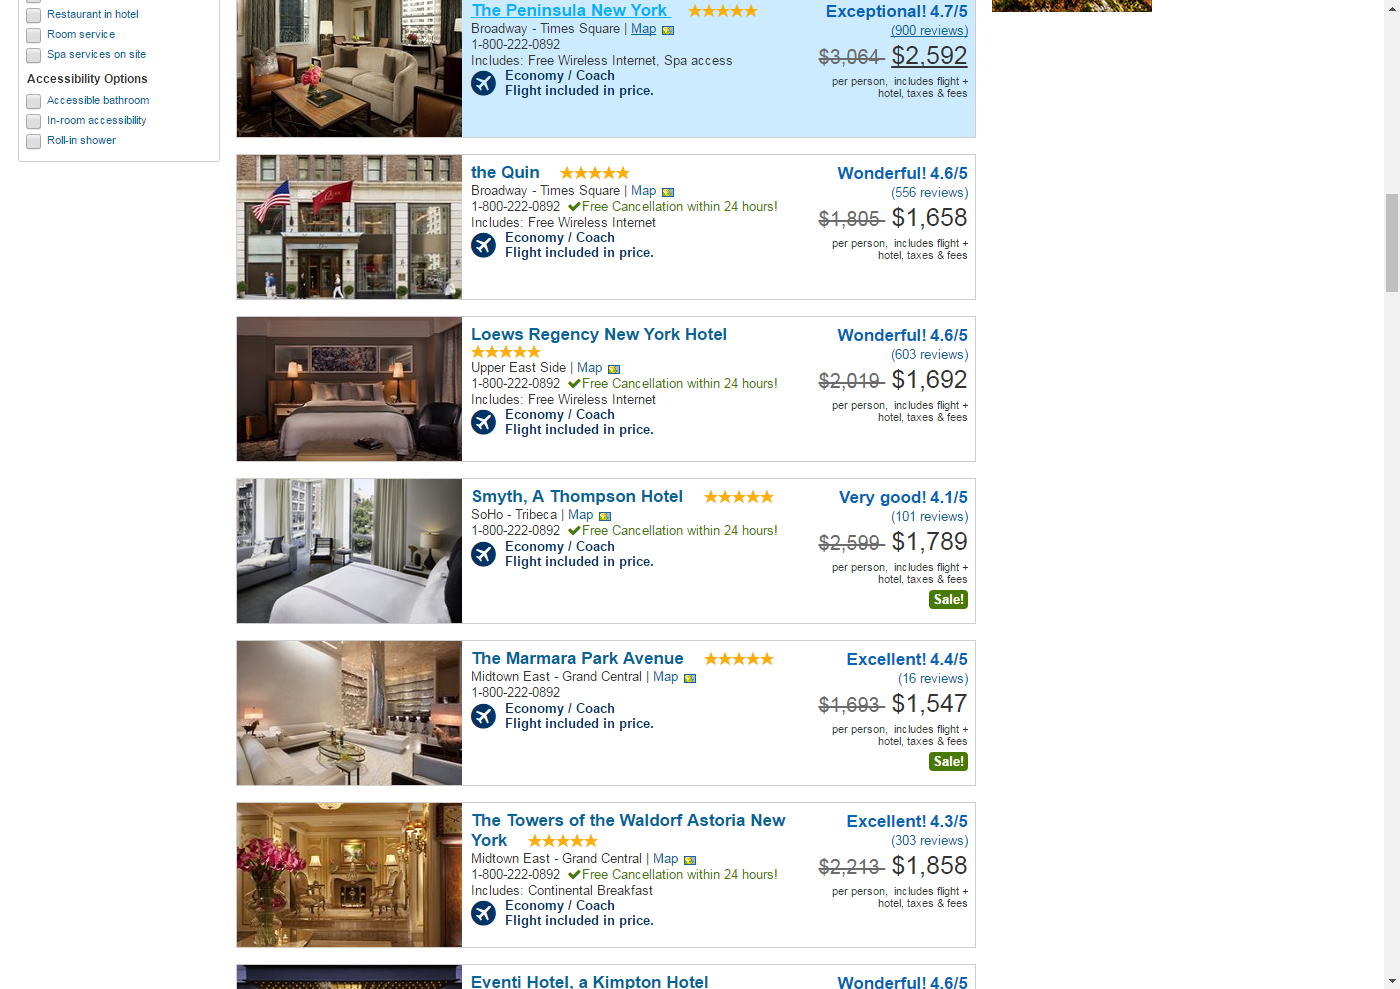 Restaurant in hotel
Room service
Spa services on site
Accessibility Options
Accessible bathroom
In-room accessibility
Roll-in shower
The Peninsula New York
Broadway - Times Square | Map
1-800-222-0892
Includes: Free Wireless Internet, Spa access
Economy / Coach
Flight included in price.
Exceptional! 4.7/5
(900 reviews)
$3,064 $2,592
per person, includes flight +
hotel, taxes & fees
the Quin
Broadway - Times Square | Map
1-800-222-0892 Free Cancellation within 24 hours!
Includes: Free Wireless Internet
Economy / Coach
Flight included in price.
Wonderful! 4.6/5
(556 reviews)
$1,805 $1,658
per person, includes flight +
hotel, taxes & fees
Loews Regency New York Hotel
Upper East Side | Map
1-800-222-0892 Free Cancellation within 24 hours!
Includes: Free Wireless Internet
Economy / Coach
Flight included in price.
Wonderful! 4.6/5
(603 reviews)
$2,019 $1,692
per person, includes flight +
hotel, taxes & fees
Smyth, A Thompson Hotel
SoHo - Tribeca | Map
1-800-222-0892 Free Cancellation within 24 hours!
Economy / Coach
Flight included in price.
Very good! 4.1/5
(101 reviews)
$2,599 $1,789
per person, includes flight +
hotel, taxes & fees
Sale!
The Marmara Park Avenue
Midtown East - Grand Central | Map
1-800-222-0892
Economy / Coach
Flight included in price.
Excellent! 4.4/5
(16 reviews)
$1,693 $1,547
per person, includes flight +
hotel, taxes & fees
Sale!
The Towers of the Waldorf Astoria New
York
Midtown East - Grand Central | Map
1-800-222-0892 Free Cancellation within 24 hours!
Includes: Continental Breakfast
Economy / Coach
Flight included in price.
Excellent! 4.3/5
(303 reviews)
$2,213 $1,858
per person, includes flight +
hotel, taxes & fees
Eventi Hotel, a Kimpton Hotel
Wonderful! 4.6/5